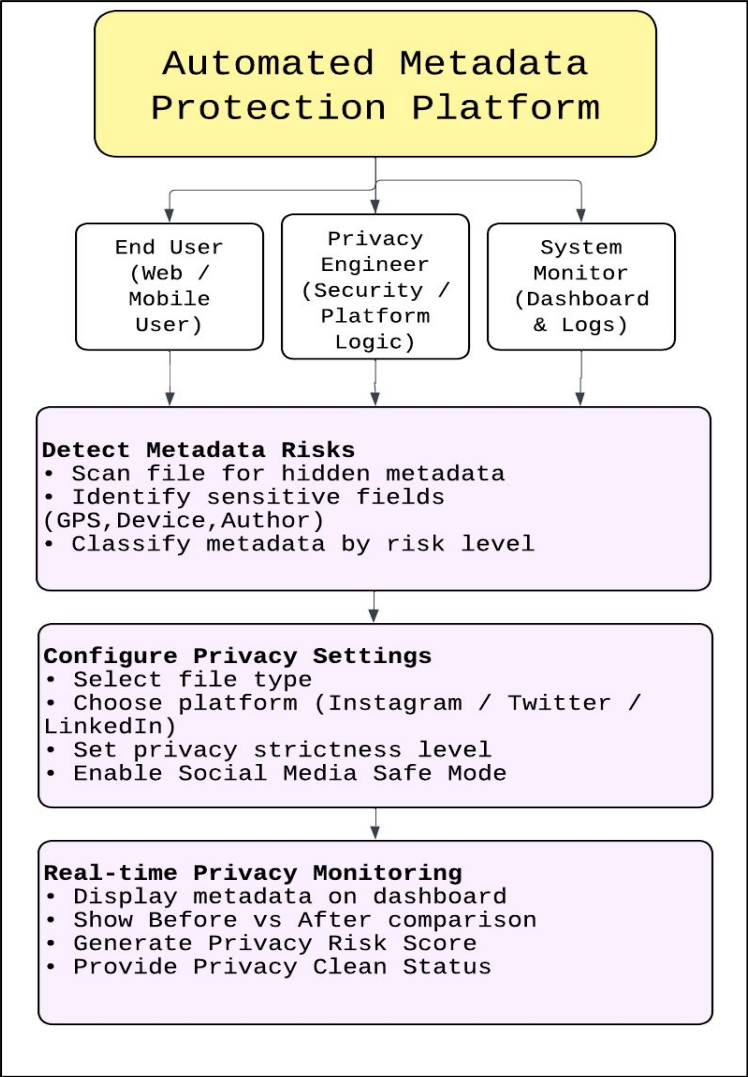 Automated Metadata
Protection Platform
End User
(Web /
Mobile
User)
Privacy
Engineer
(Security /
Platform
Logic)
System
Monitor
(Dashboard
& Logs)
Detect Metadata Risks
• Scan file for hidden metadata
• Identify sensitive fields
(GPS,Device,Author)
• Classify metadata by risk level
Configure Privacy Settings
• Select file type
• Choose platform (Instagram / Twitter /
LinkedIn)
• Set privacy strictness level
• Enable Social Media Safe Mode
Real-time Privacy Monitoring
• Display metadata on dashboard
• Show Before vs After comparison
• Generate Privacy Risk Score
• Provide Privacy Clean Status